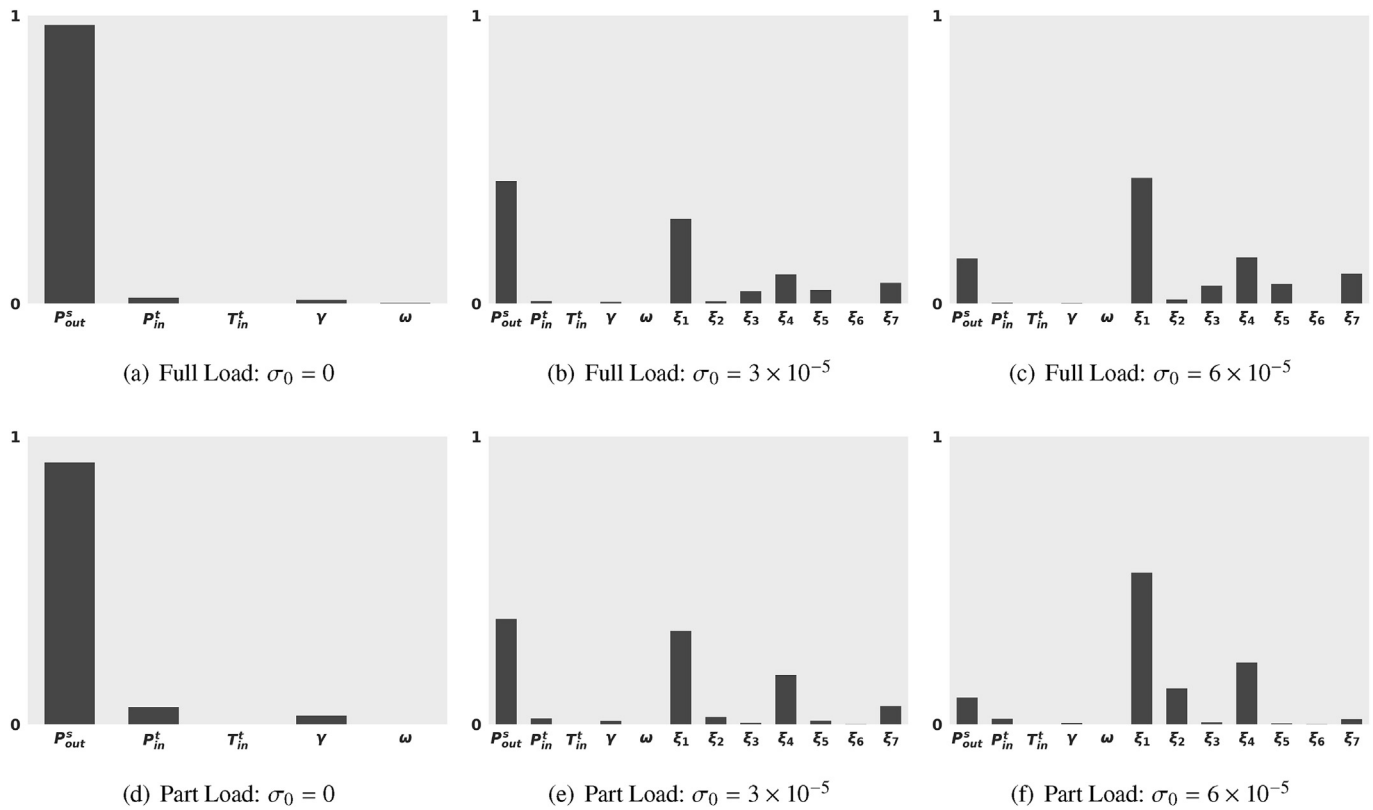 1
0
P^s_out P^t_in T^t_in γ ω
(a) Full Load: σ₀ = 0
1
0
P^s_out P^t_in T^t_in γ ω ξ₁ ξ₂ ξ₃ ξ₄ ξ₅ ξ₆ ξ₇
(b) Full Load: σ₀ = 3 × 10⁻⁵
1
0
P^s_out P^t_in T^t_in γ ω ξ₁ ξ₂ ξ₃ ξ₄ ξ₅ ξ₆ ξ₇
(c) Full Load: σ₀ = 6 × 10⁻⁵
1
0
P^s_out P^t_in T^t_in γ ω
(d) Part Load: σ₀ = 0
1
0
P^s_out P^t_in T^t_in γ ω ξ₁ ξ₂ ξ₃ ξ₄ ξ₅ ξ₆ ξ₇
(e) Part Load: σ₀ = 3 × 10⁻⁵
1
0
P^s_out P^t_in T^t_in γ ω ξ₁ ξ₂ ξ₃ ξ₄ ξ₅ ξ₆ ξ₇
(f) Part Load: σ₀ = 6 × 10⁻⁵